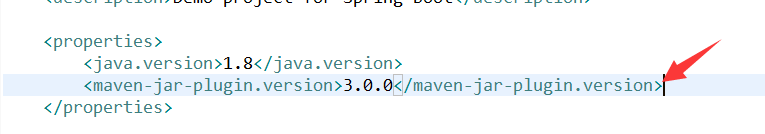 <description>Demo project for Spring Boot</description>
<properties>
<java.version>1.8</java.version>
<maven-jar-plugin.version>3.0.0</maven-jar-plugin.version>
</properties>